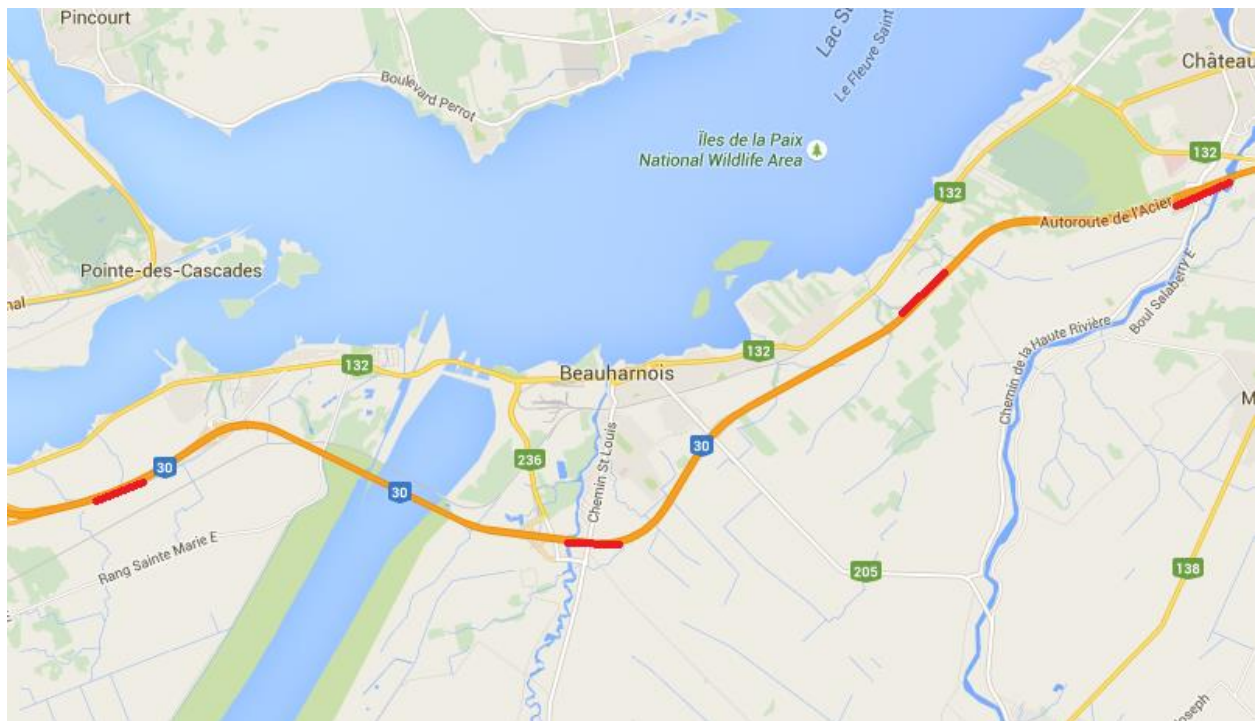 Pincourt
Boulevard Perrot
Lac St
Le Fleuve Saint
Château
Îles de la Paix
National Wildlife Area
132
132
Autoroute de l'Acier
Pointe-des-Cascades
nal
Boul Salaberry E
Chemin de la Haute Rivière
132
132
Beauharnois
M
30
236
30
30
Chemin St Louis
Rang Sainte Marie E
205
138
E
oseph